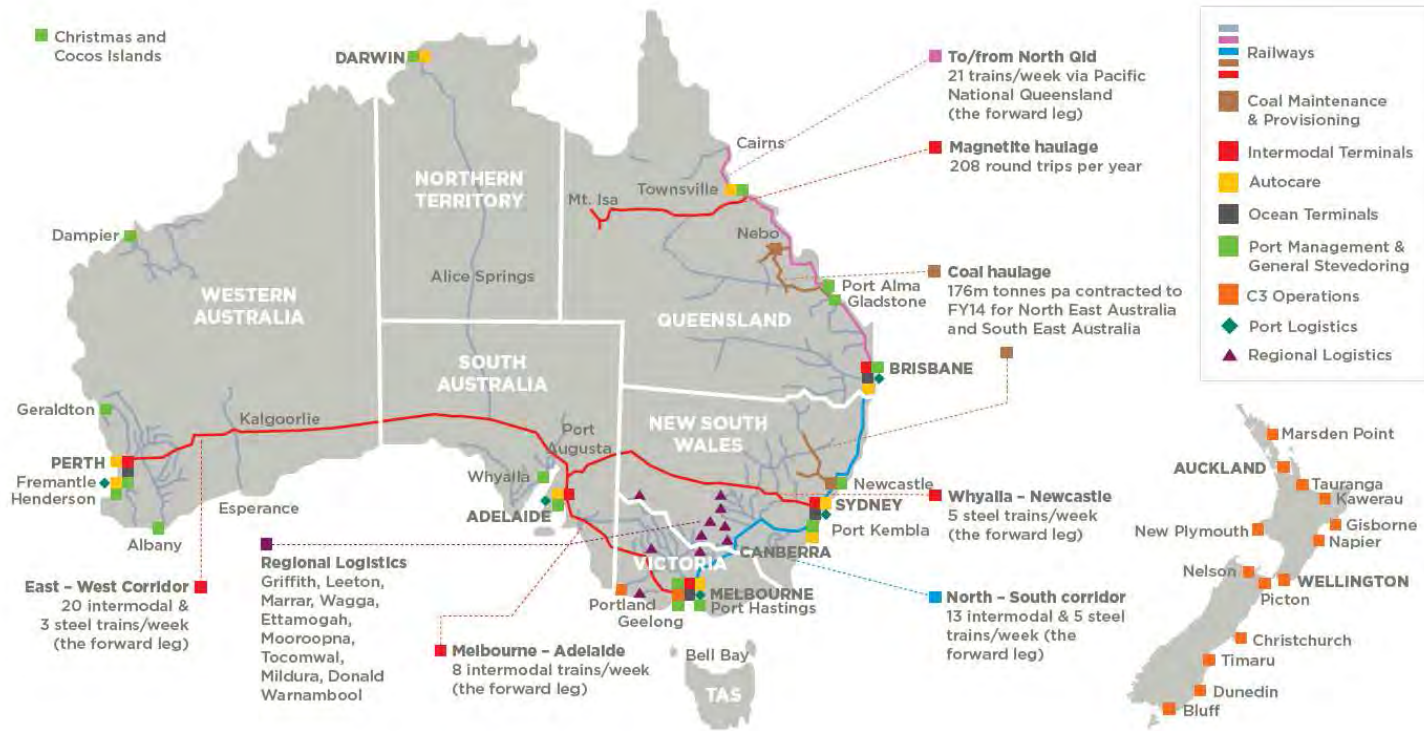 Christmas and
Cocos Islands
DARWIN
To/from North Qld
21 trains/week via Pacific
National Queensland
(the forward leg)
Magnetite haulage
208 round trips per year
Coal haulage
176m tonnes pa contracted to
FY14 for North East Australia
and South East Australia
Cairns
Townsville
Mt. Isa
Nebo
NORTHERN
TERRITORY
Dampier
Alice Springs
WESTERN
AUSTRALIA
QUEENSLAND
Port Alma
Gladstone
SOUTH
AUSTRALIA
BRISBANE
Geraldton
Kalgoorlie
Port
Augusta
NEW SOUTH
WALES
PERTH
Fremantle
Henderson
Esperance
Albany
Whyalla
ADELAIDE
Newcastle
SYDNEY
Port Kembla
CANBERRA
VICTORIA
MELBOURNE
Port Hastings
Portland
Geelong
Bell Bay
TAS
East – West Corridor
20 intermodal &
3 steel trains/week
(the forward leg)
Regional Logistics
Griffith, Leeton,
Marrar, Wagga,
Ettamogah,
Mooroopna,
Tocomwal,
Mildura, Donald
Warnambool
Melbourne – Adelaide
8 intermodal trains/week
(the forward leg)
Whyalla – Newcastle
5 steel trains/week
(the forward leg)
North – South corridor
13 intermodal & 5 steel
trains/week (the
forward leg)
Railways
Coal Maintenance
& Provisioning
Intermodal Terminals
Autocare
Ocean Terminals
Port Management &
General Stevedoring
C3 Operations
Port Logistics
Regional Logistics
Marsden Point
AUCKLAND
Tauranga
Kawerau
New Plymouth
Gisborne
Napier
Nelson
WELLINGTON
Picton
Christchurch
Timaru
Dunedin
Bluff